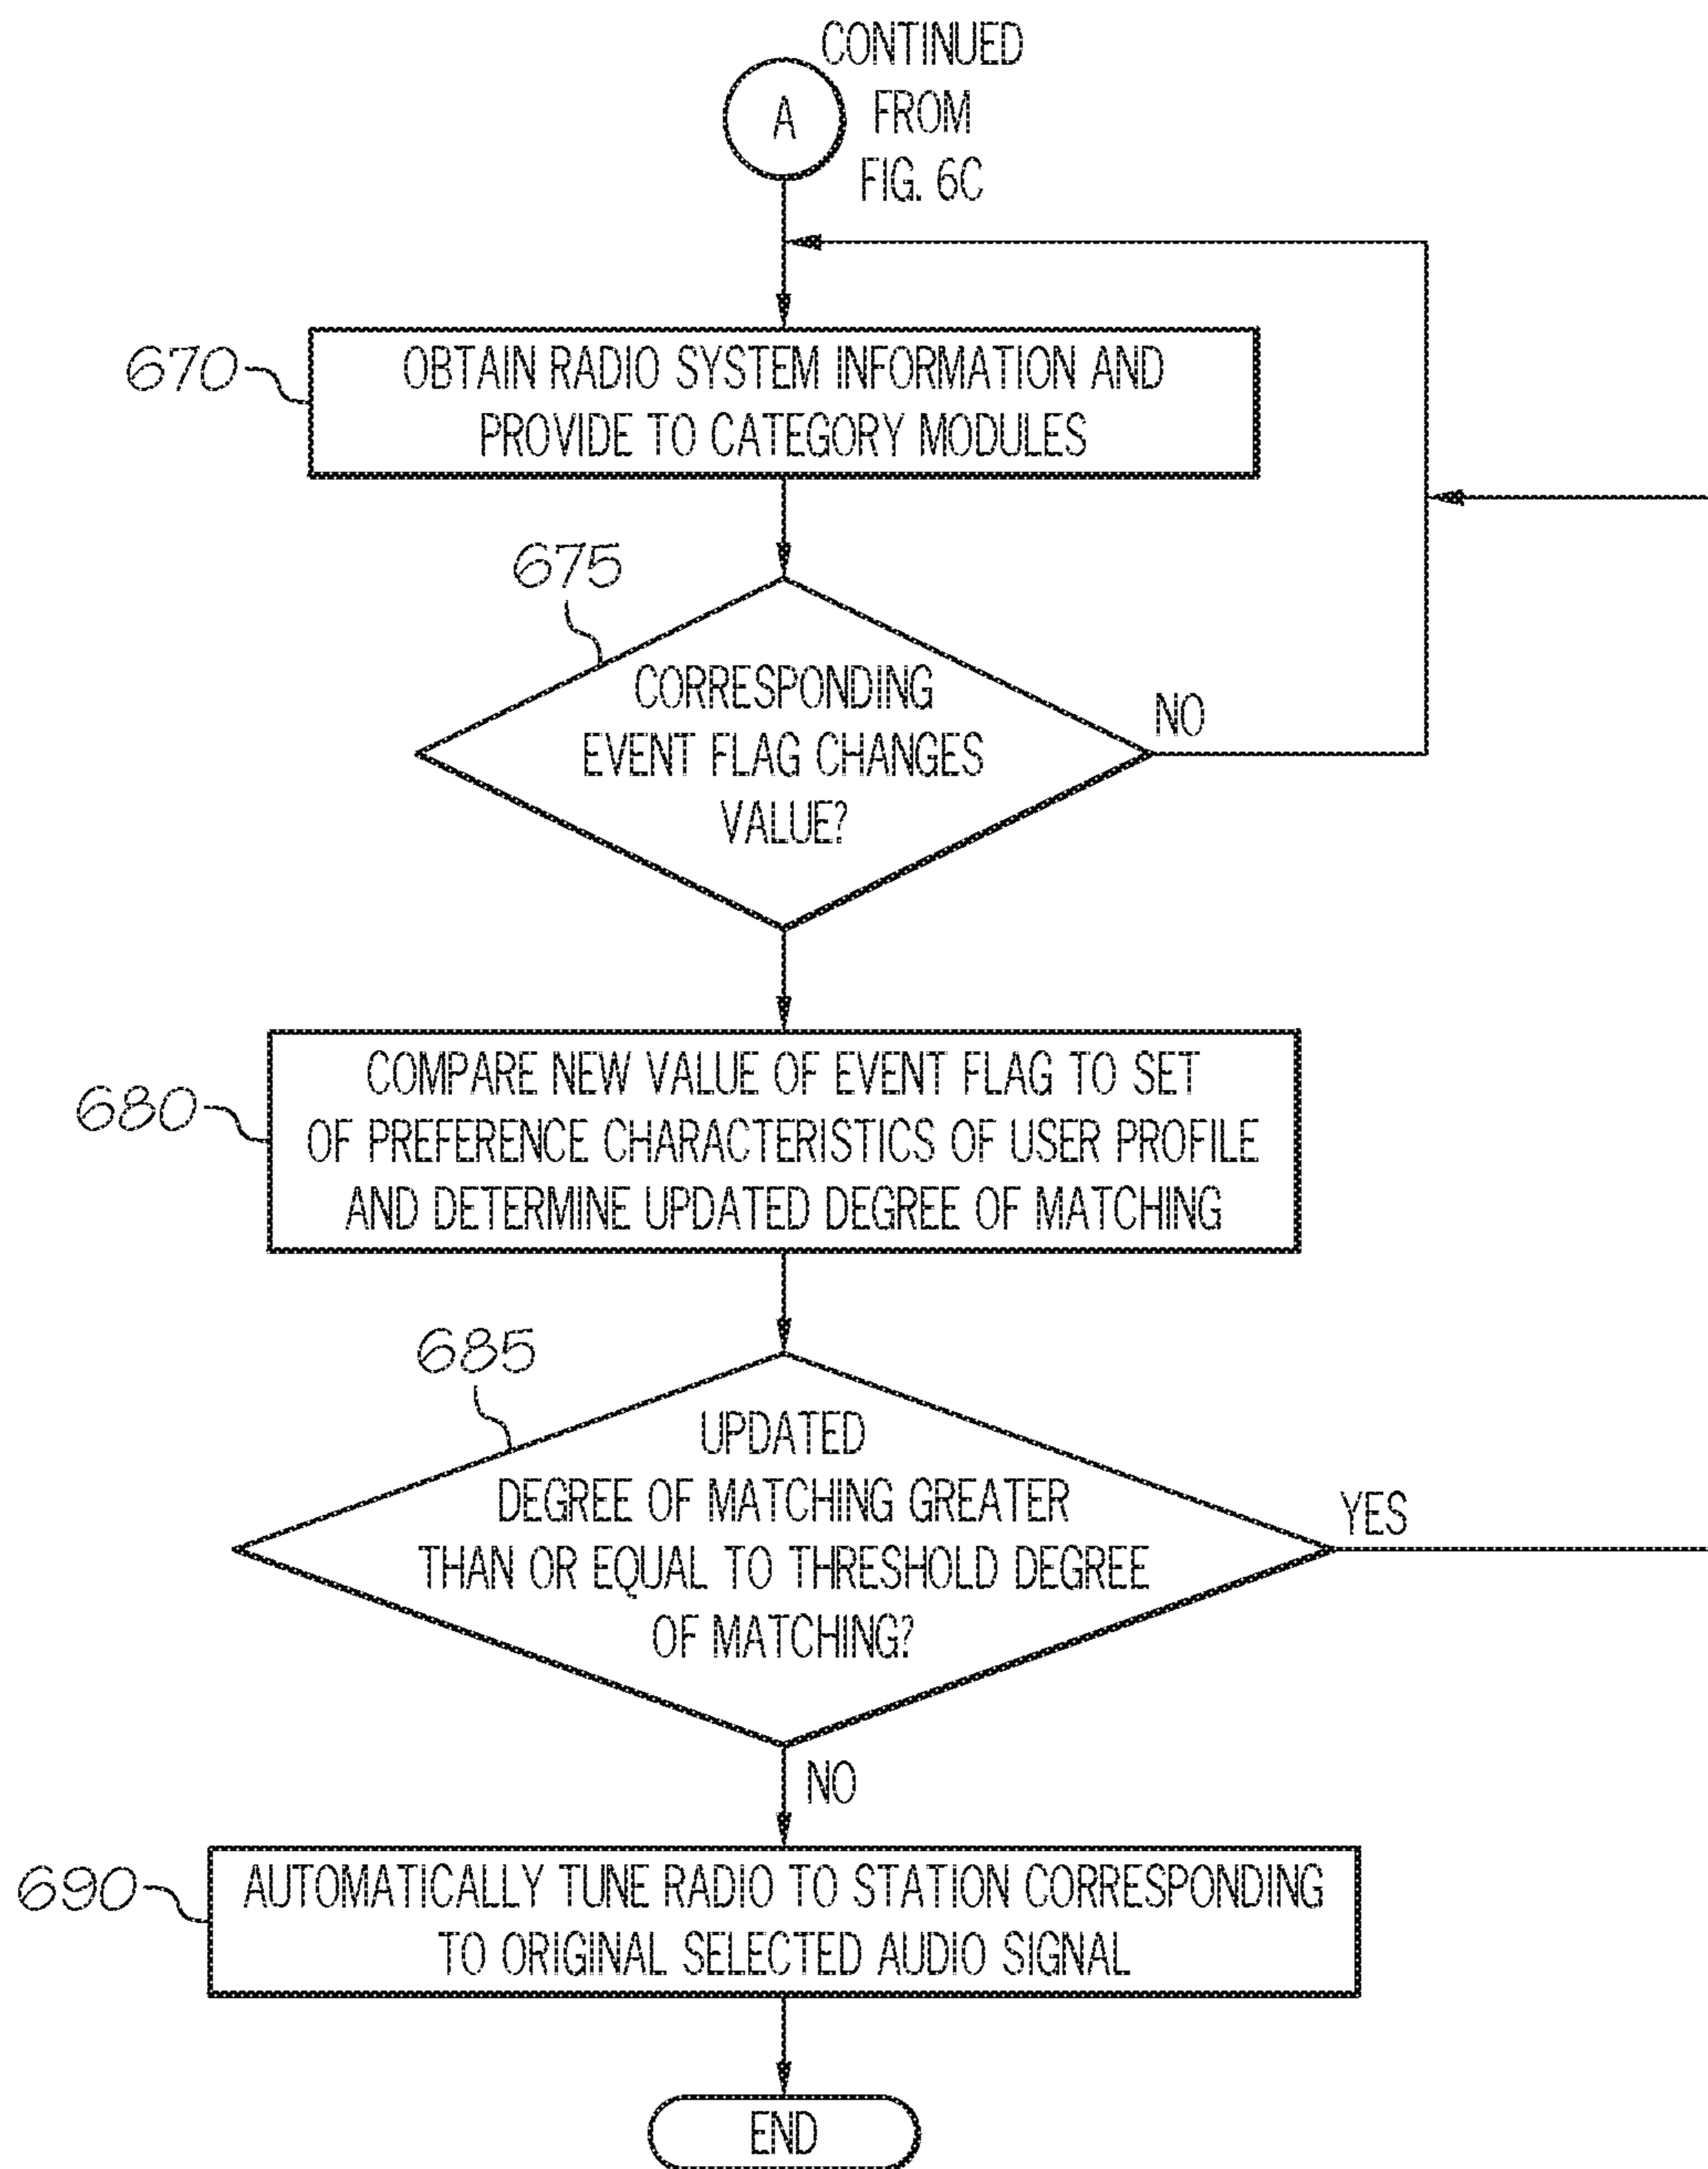 CONTINUED
A
FROM
FIG. 6C
670
OBTAIN RADIO SYSTEM INFORMATION AND
PROVIDE TO CATEGORY MODULES
675
CORRESPONDING
EVENT FLAG CHANGES
VALUE?
NO
680
COMPARE NEW VALUE OF EVENT FLAG TO SET
OF PREFERENCE CHARACTERISTICS OF USER PROFILE
AND DETERMINE UPDATED DEGREE OF MATCHING
685
UPDATED
DEGREE OF MATCHING GREATER
THAN OR EQUAL TO THRESHOLD DEGREE
OF MATCHING?
YES
NO
690
AUTOMATICALLY TUNE RADIO TO STATION CORRESPONDING
TO ORIGINAL SELECTED AUDIO SIGNAL
END